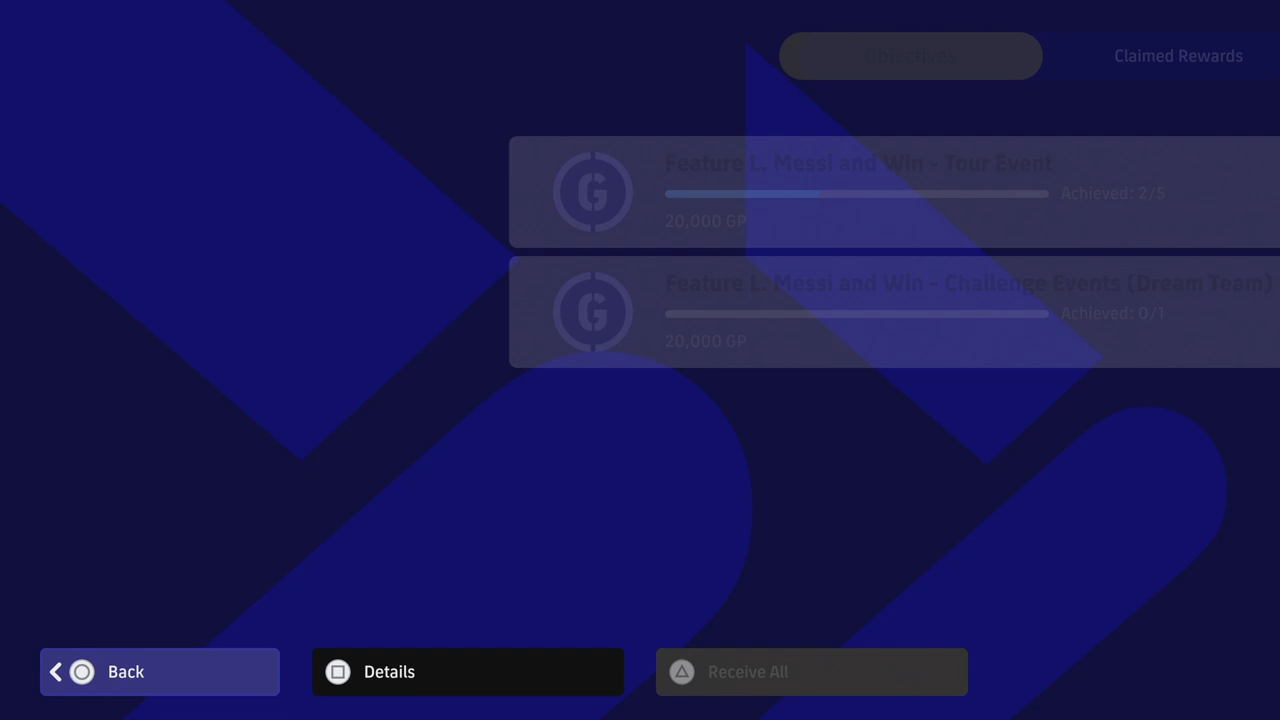 Objectives
Claimed Rewards
Feature L. Messi and Win - Tour Event
Achieved: 2/5
20,000 GP
Feature L. Messi and Win - Challenge Events (Dream Team)
Achieved: 0/1
20,000 GP
Back
Details
Receive All